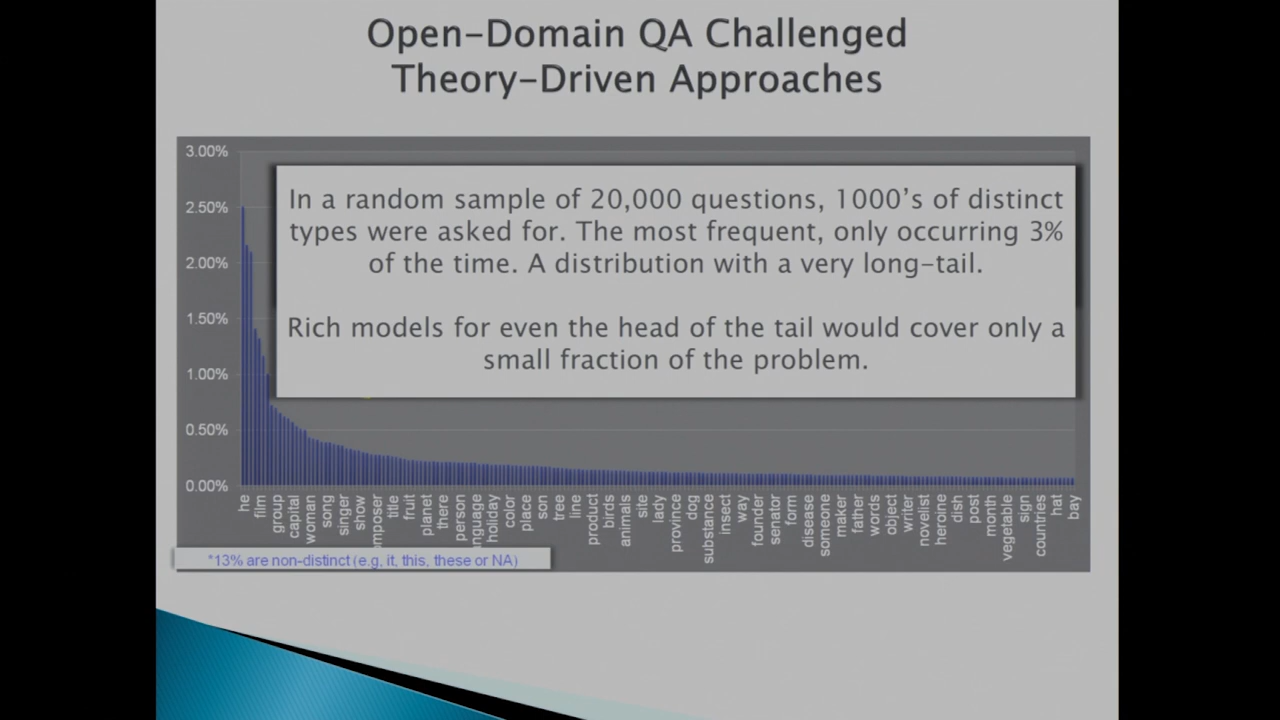 Open-Domain QA Challenged
Theory-Driven Approaches
3.00%
2.50%
2.00%
1.50%
1.00%
0.50%
0.00%
In a random sample of 20,000 questions, 1000's of distinct
types were asked for. The most frequent, only occurring 3%
of the time. A distribution with a very long-tail.
Rich models for even the head of the tail would cover only a
small fraction of the problem.
he
film
group
capital
woman
song
singer
show
mposer
title
fruit
planet
there
person
nguage
holiday
color
place
son
tree
line
product
birds
animals
site
lady
province
dog
substance
insect
way
founder
senator
form
disease
someone
maker
father
words
object
writer
novelist
heroine
dish
post
month
vegetable
sign
countries
hat
bay
*13% are non-distinct (e.g, it, this, these or NA)